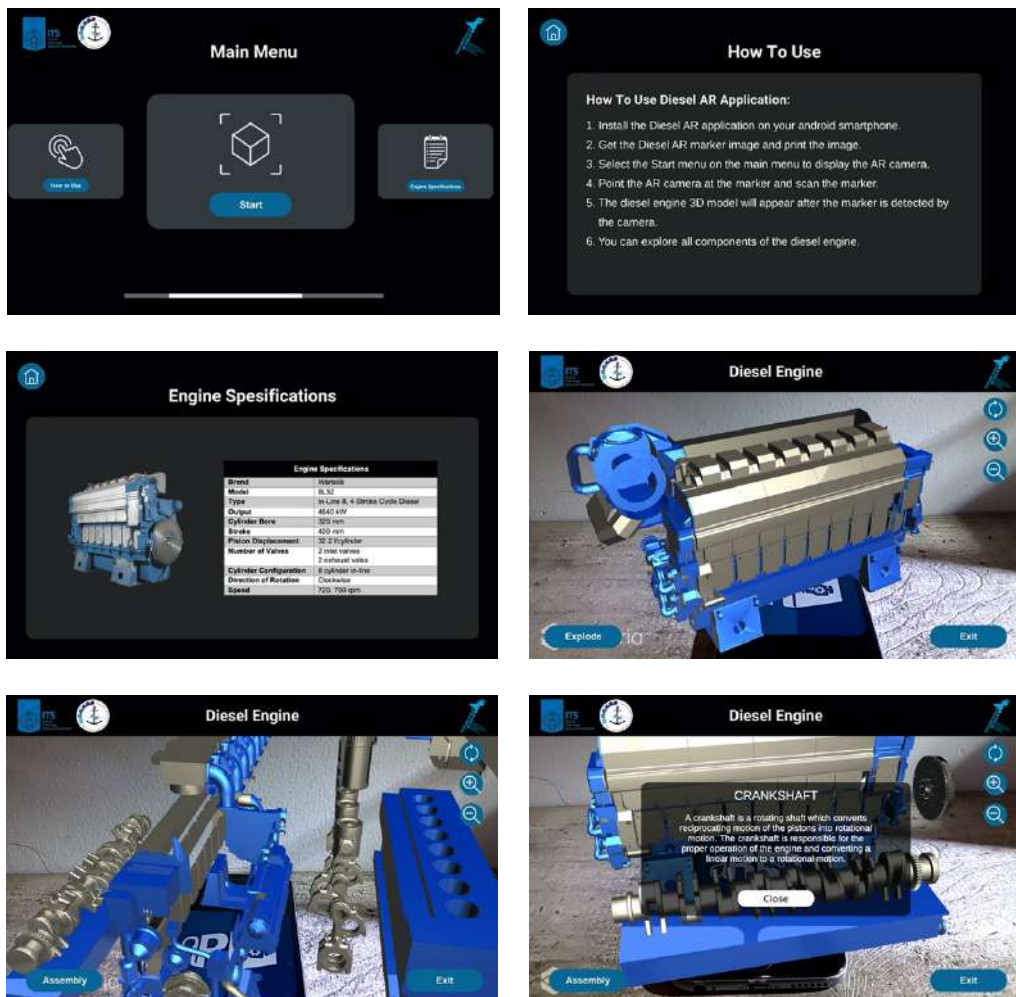 ITS
Main Menu
How to Use
Start
Engine Specifications
How To Use
How To Use Diesel AR Application:
1. Install the Diesel AR application on your android smartphone.
2. Get the Diesel AR marker image and print the image.
3. Select the Start menu on the main menu to display the AR camera.
4. Point the AR camera at the marker and scan the marker.
5. The diesel engine 3D model will appear after the marker is detected by
the camera.
6. You can explore all components of the diesel engine.
Engine Spesifications
Engine Specifications
Brand Wartsila
Model 8L32
Type In-Line 8, 4-Stroke Cycle Diesel
Output 4640 kW
Cylinder Bore 320 mm
Stroke 400 mm
Piston Displacement 32.2 l/cylinder
Number of Valves 2 inlet valves
2 exhaust
Cylinder Configuration 8 cylinder in-line
Direction of Rotation Clockwise
Speed 720, 750 rpm
ITS
Diesel Engine
Explode
Exit
ITS
Diesel Engine
Assembly
Exit
ITS
Diesel Engine
CRANKSHAFT
A crankshaft is a rotating shaft which converts
reciprocating motion of the pistons into rotational
motion. The crankshaft is responsible for the
proper operation of the engine and converting a
linear motion to a rotational motion.
Close
Assembly
Exit